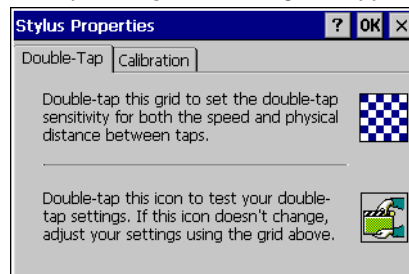 Stylus Properties ? OK ×
Double-Tap Calibration
Double-tap this grid to set the double-tap
sensitivity for both the speed and physical
distance between taps.
Double-tap this icon to test your double-
tap settings. If this icon doesn't change,
adjust your settings using the grid above.